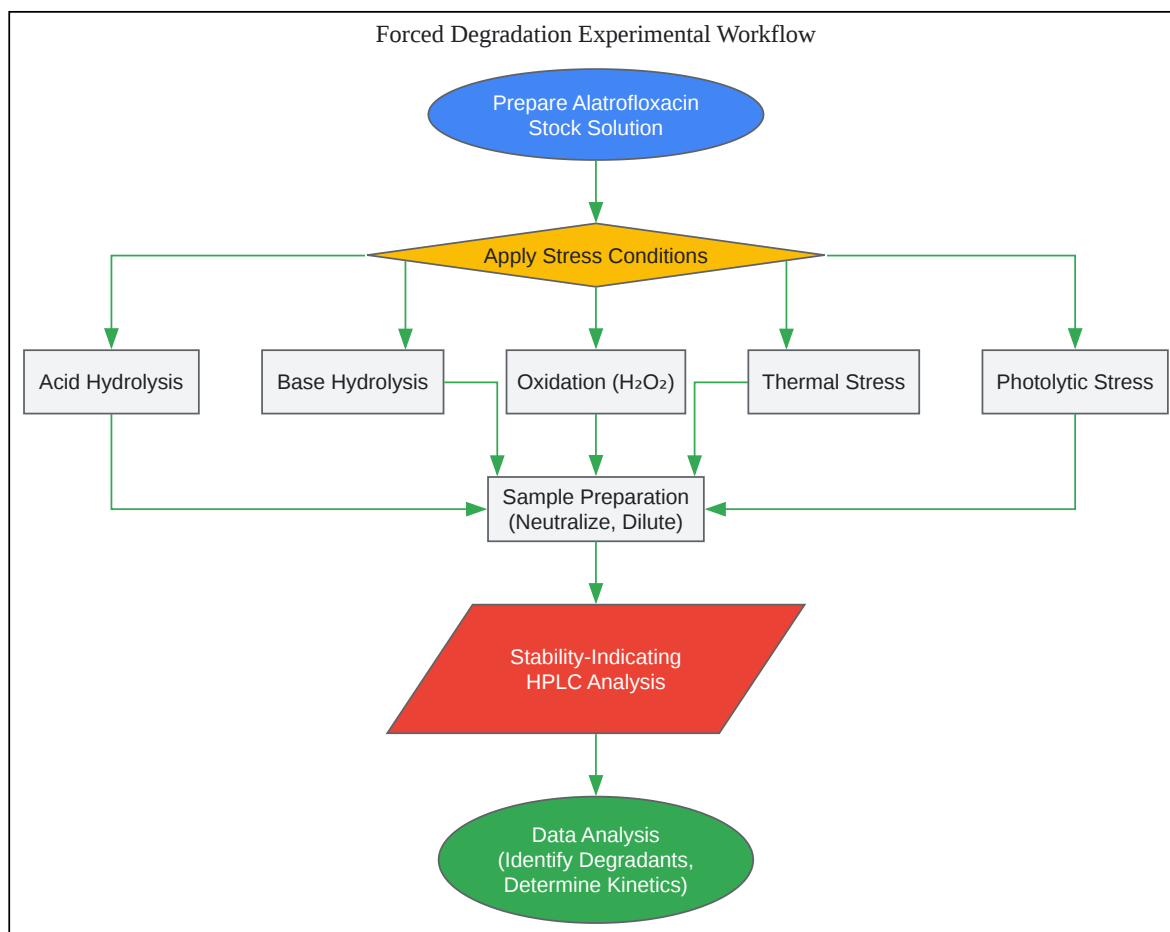 Forced Degradation Experimental Workflow
Prepare Alatrofloxacin
Stock Solution
Apply Stress Conditions
Acid Hydrolysis
Base Hydrolysis
Oxidation (H₂O₂)
Thermal Stress
Photolytic Stress
Sample Preparation
(Neutralize, Dilute)
Stability-Indicating
HPLC Analysis
Data Analysis
(Identify Degradants,
Determine Kinetics)